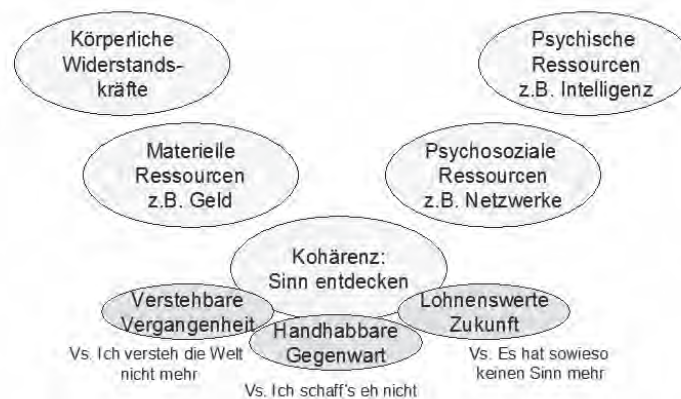 Körperliche
Widerstands-
kräfte
Psychische
Ressourcen
z.B. Intelligenz
Materielle
Ressourcen
z.B. Geld
Psychosoziale
Ressourcen
z.B. Netzwerke
Kohärenz:
Sinn entdecken
Verstehbare
Vergangenheit
Handhabbare
Gegenwart
Lohnenswerte
Zukunft
Vs. Ich versteh die Welt
nicht mehr
Vs. Ich schaff's eh nicht
Vs. Es hat sowieso
keinen Sinn mehr